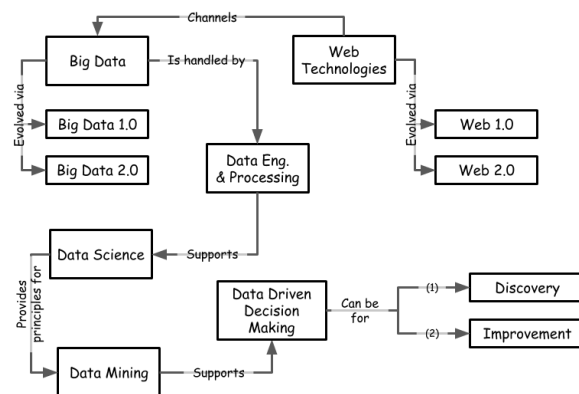 Channels
Big Data
Is handled by
Web
Technologies
Evolved via
Big Data 1.0
Big Data 2.0
Evolved via
Web 1.0
Web 2.0
Data Eng.
& Processing
Data Science
Supports
Provides
principles for
Data Driven
Decision
Making
Can be
for
(1)
Discovery
(2)
Improvement
Data Mining
Supports